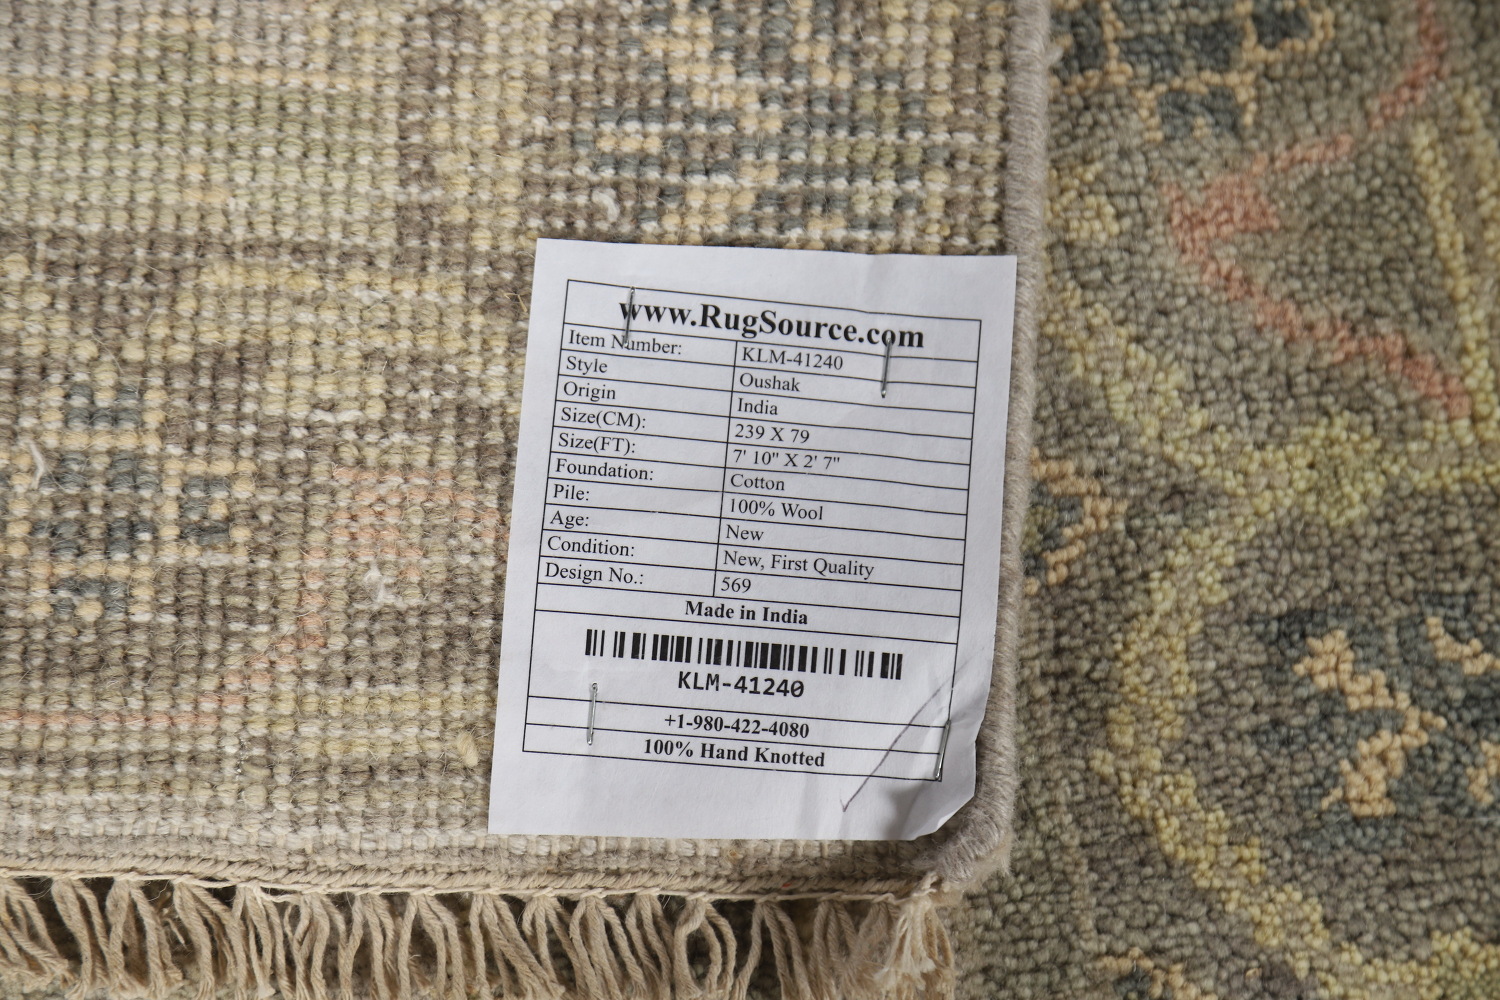 www.RugSource.com
Item Number: KLM-41240
Style Oushak
Origin India
Size(CM): 239 X 79
Size(FT): 7' 10" X 2' 7"
Foundation: Cotton
Pile: 100% Wool
Age: New
Condition: New, First Quality
Design No.: 569
Made in India
KLM-41240
+1-980-422-4080
100% Hand Knotted